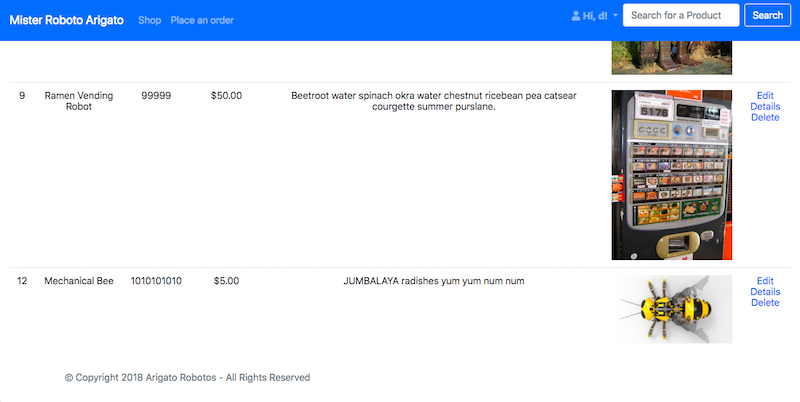 Mister Roboto Arigato Shop Place an order Hi, d! Search for a Product Search
9 Ramen Vending Robot 99999 $50.00 Beetroot water spinach okra water chestnut ricebean pea catsear courgette summer purslane. Edit
Details
Delete
5178
12 Mechanical Bee 1010101010 $5.00 JUMBALAYA radishes yum yum num num Edit
Details
Delete
© Copyright 2018 Arigato Robotos - All Rights Reserved